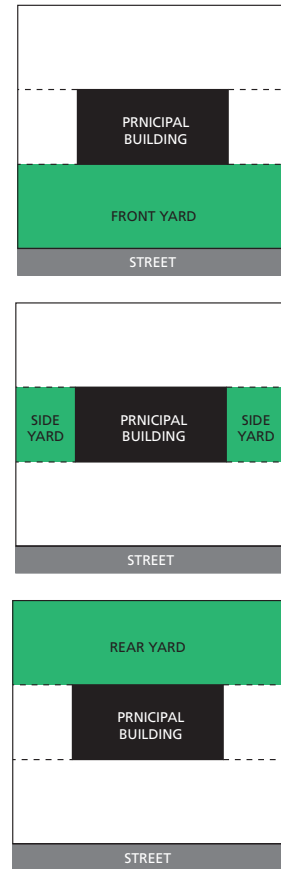 PRNICIPAL
BUILDING
FRONT YARD
STREET
SIDE
YARD
PRNICIPAL
BUILDING
SIDE
YARD
STREET
REAR YARD
PRNICIPAL
BUILDING
STREET